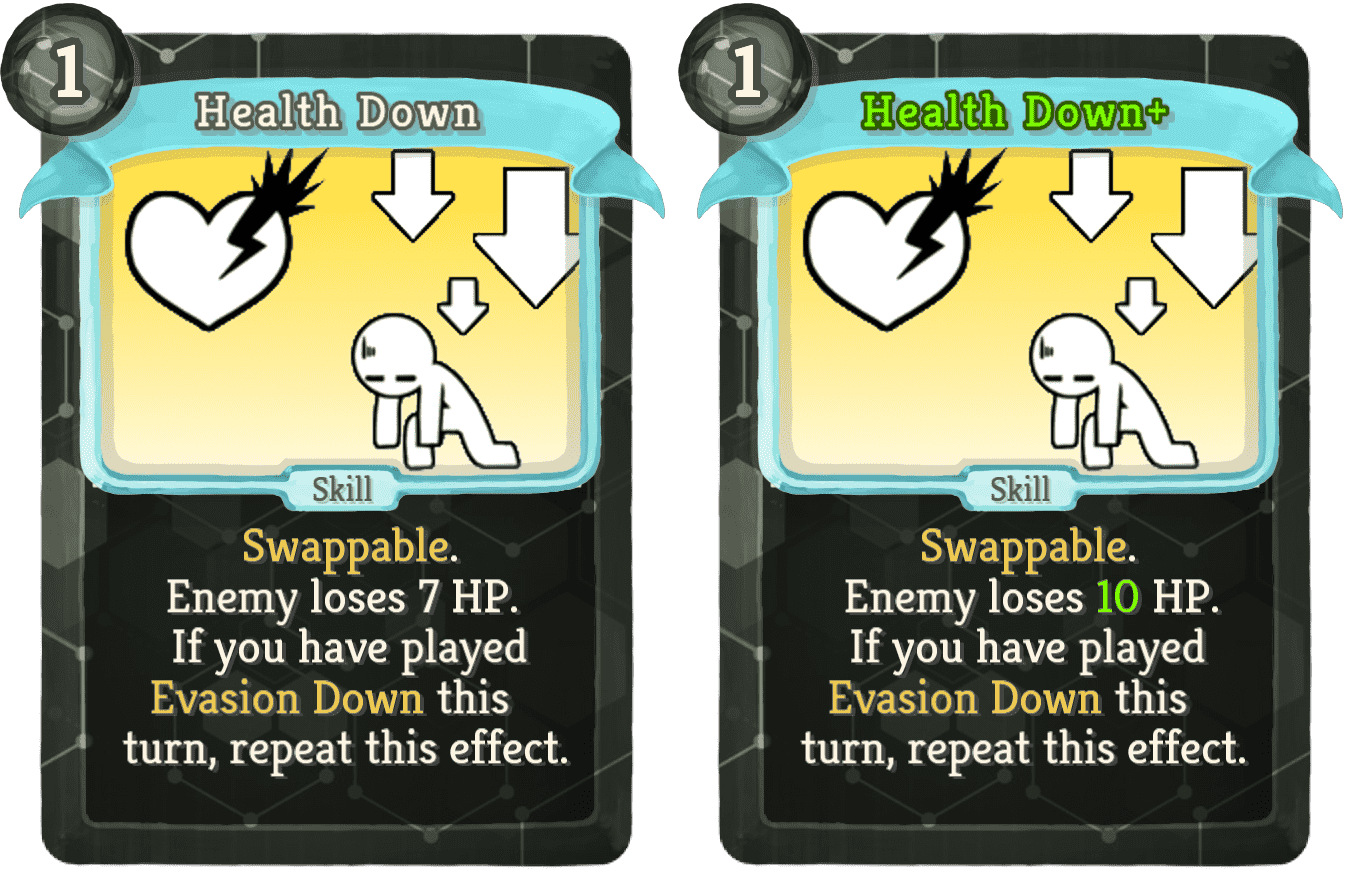 1
Health Down
Skill
Swappable.
Enemy loses 7 HP.
If you have played
Evasion Down this
turn, repeat this effect.
1
Health Down+
Skill
Swappable.
Enemy loses 10 HP.
If you have played
Evasion Down this
turn, repeat this effect.